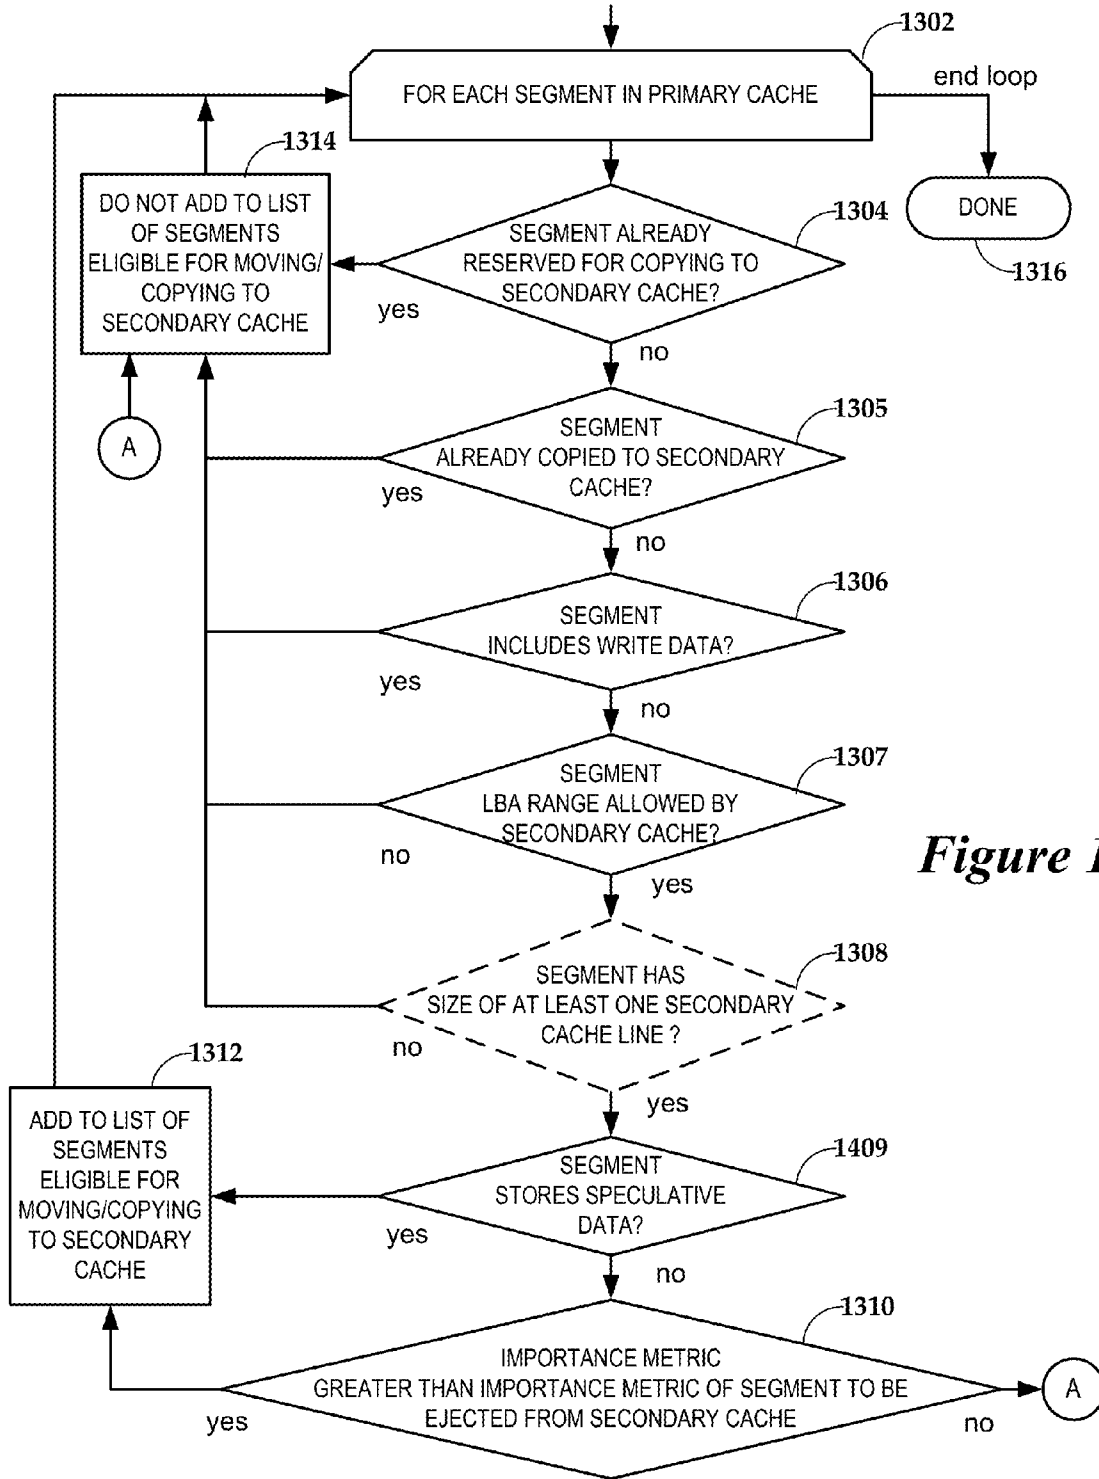 1302
FOR EACH SEGMENT IN PRIMARY CACHE
end loop
1314
DO NOT ADD TO LIST
OF SEGMENTS
ELIGIBLE FOR MOVING/
COPYING TO
SECONDARY CACHE
1304
SEGMENT ALREADY
RESERVED FOR COPYING TO
SECONDARY CACHE?
DONE
1316
yes
no
A
1305
SEGMENT
ALREADY COPIED TO SECONDARY
CACHE?
yes
no
1306
SEGMENT
INCLUDES WRITE DATA?
yes
no
1307
SEGMENT
LBA RANGE ALLOWED BY
SECONDARY CACHE?
no
yes
Figure 1
1308
SEGMENT HAS
SIZE OF AT LEAST ONE SECONDARY
CACHE LINE ?
no
yes
1312
ADD TO LIST OF
SEGMENTS
ELIGIBLE FOR
MOVING/COPYING
TO SECONDARY
CACHE
1409
SEGMENT
STORES SPECULATIVE
DATA?
yes
no
1310
IMPORTANCE METRIC
GREATER THAN IMPORTANCE METRIC OF SEGMENT TO BE
EJECTED FROM SECONDARY CACHE
yes
no
A